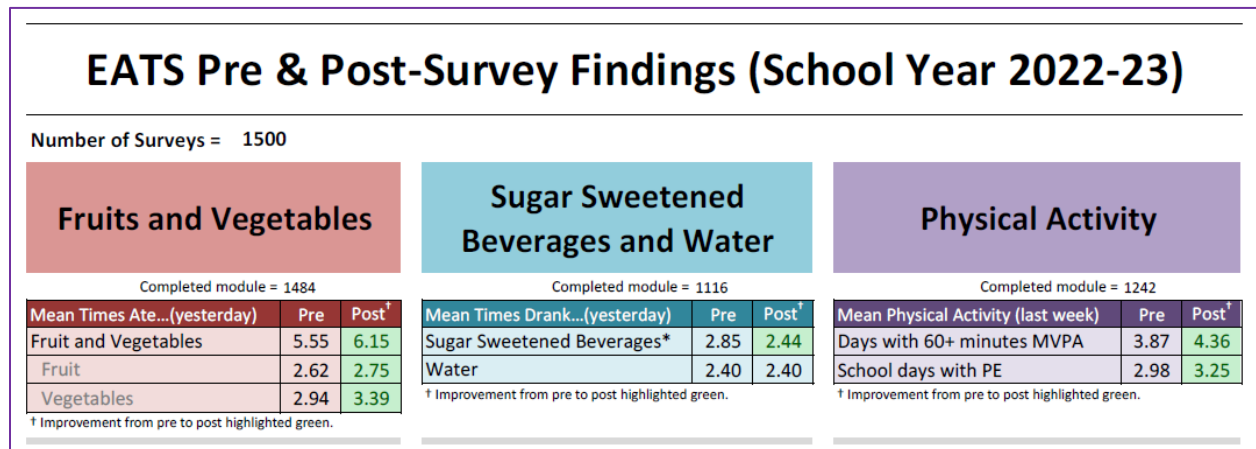 EATS Pre & Post-Survey Findings (School Year 2022-23)
Number of Surveys = 1500
Fruits and Vegetables
Completed module = 1484
Mean Times Ate...(yesterday) Pre Post†
Fruit and Vegetables 5.55 6.15
Fruit 2.62 2.75
Vegetables 2.94 3.39
† Improvement from pre to post highlighted green.
Sugar Sweetened
Beverages and Water
Completed module = 1116
Mean Times Drank...(yesterday) Pre Post†
Sugar Sweetened Beverages* 2.85 2.44
Water 2.40 2.40
† Improvement from pre to post highlighted green.
Physical Activity
Completed module = 1242
Mean Physical Activity (last week) Pre Post†
Days with 60+ minutes MVPA 3.87 4.36
School days with PE 2.98 3.25
† Improvement from pre to post highlighted green.